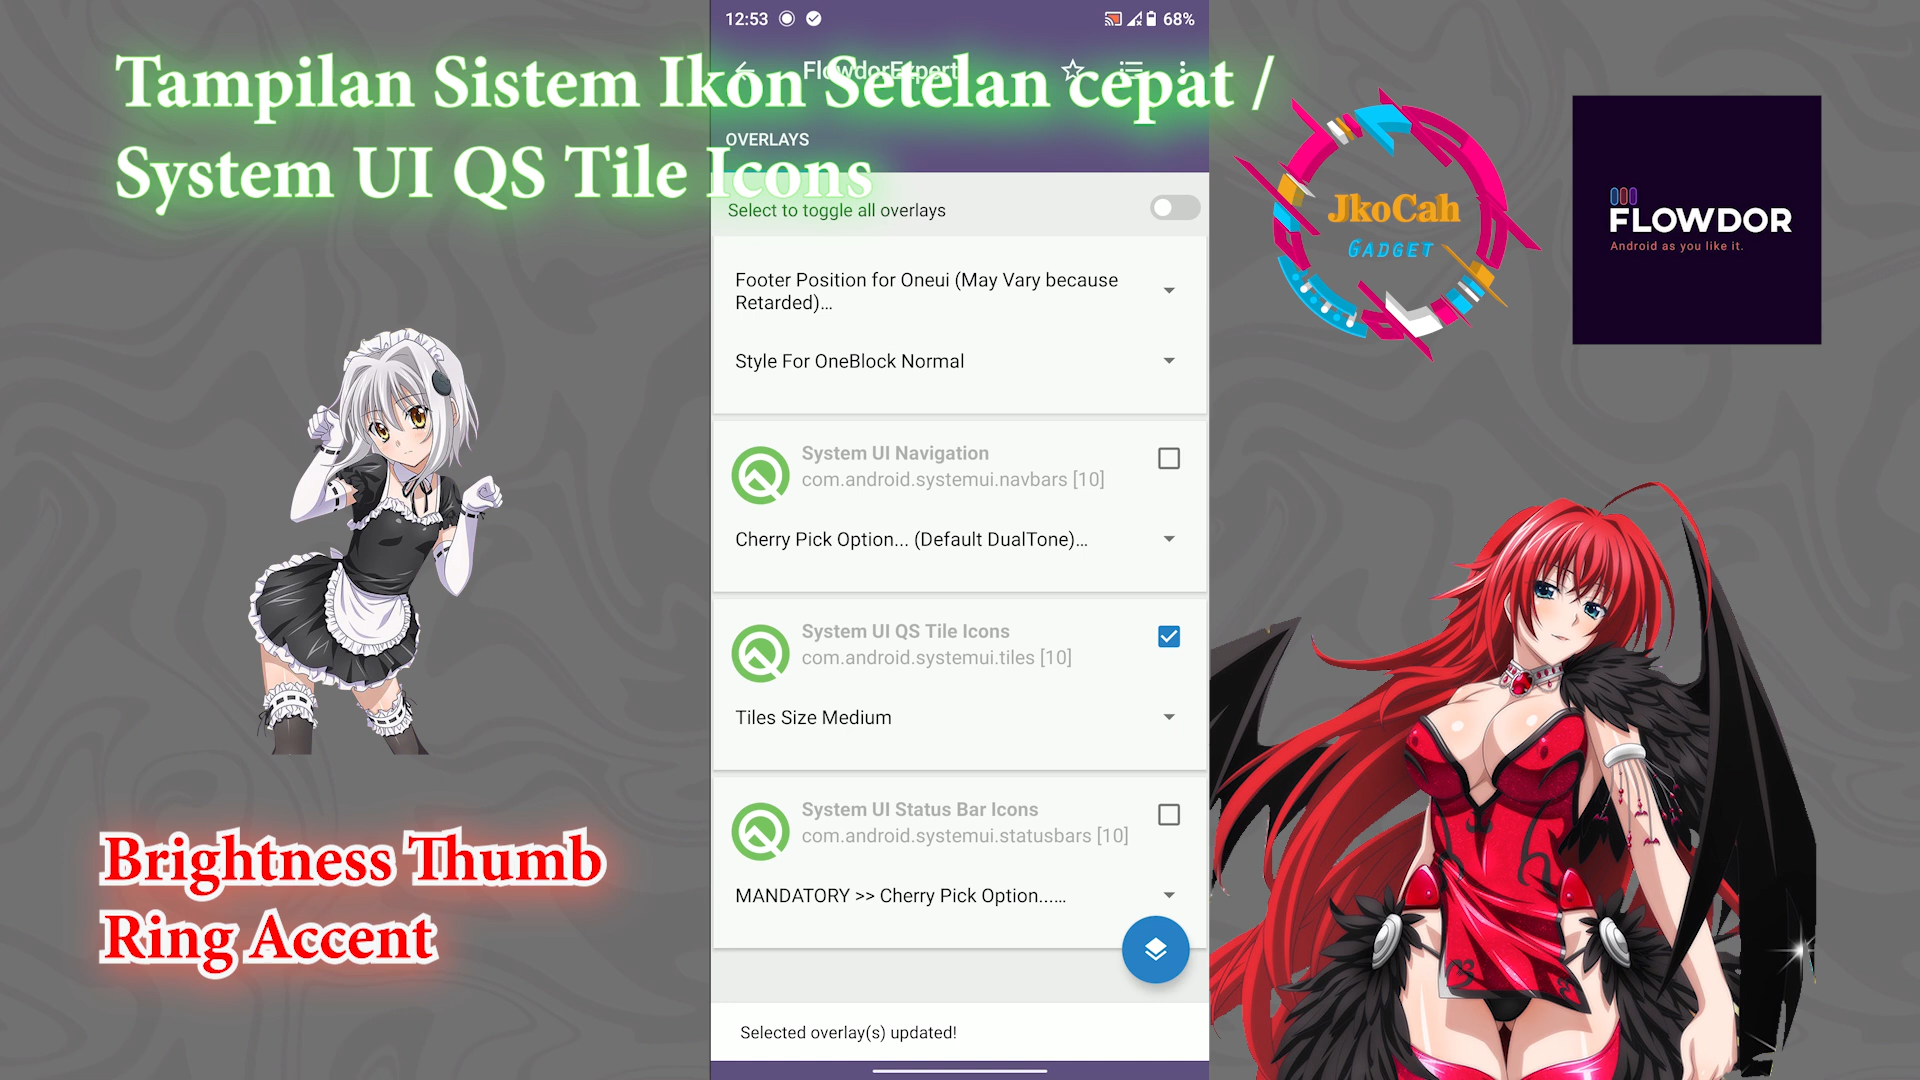 12:53
68%
FlowdorExpert
Tampilan Sistem Ikon Setelan cepat /
System UI QS Tile Icons
OVERLAYS
Select to toggle all overlays
Footer Position for Oneui (May Vary because
Retarded)...
Style For OneBlock Normal
System UI Navigation
com.android.systemui.navbars [10]
Cherry Pick Option... (Default DualTone)...
System UI QS Tile Icons
com.android.systemui.tiles [10]
Tiles Size Medium
System UI Status Bar Icons
com.android.systemui.statusbars [10]
MANDATORY >> Cherry Pick Option......
Selected overlay(s) updated!
Brightness Thumb
Ring Accent
JkoCah
GADGET
FLOWDOR
Android as you like it.